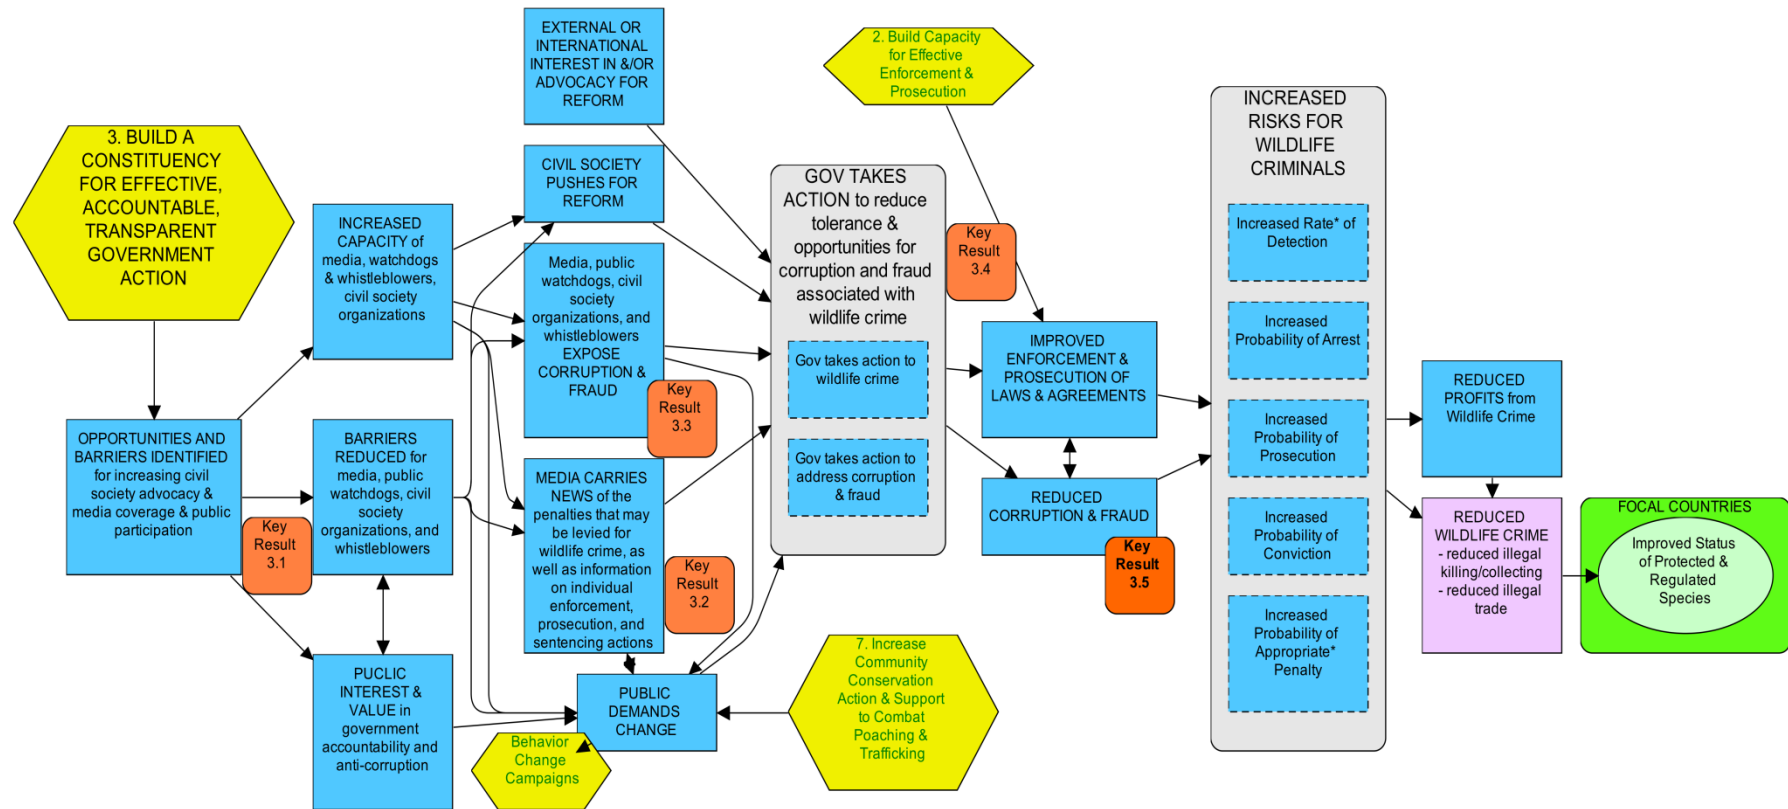 3. BUILD A
CONSTITUENCY
FOR EFFECTIVE,
ACCOUNTABLE,
TRANSPARENT
GOVERNMENT
ACTION
OPPORTUNITIES AND
BARRIERS IDENTIFIED
for increasing civil
society advocacy &
media coverage & public
participation
Key
Result
3.1
INCREASED
CAPACITY of
media, watchdogs
& whistleblowers,
civil society
organizations
BARRIERS
REDUCED for
media, public
watchdogs, civil
society
organizations, and
whistleblowers
PUCLIC
INTEREST &
VALUE in
government
accountability and
anti-corruption
EXTERNAL OR
INTERNATIONAL
INTEREST IN &/OR
ADVOCACY FOR
REFORM
CIVIL SOCIETY
PUSHES FOR
REFORM
Media, public
watchdogs, civil
society
organizations, and
whistleblowers
EXPOSE
CORRUPTION &
FRAUD
Key
Result
3.3
MEDIA CARRIES
NEWS of the
penalties that may
be levied for
wildlife crime, as
well as information
on individual
enforcement,
prosecution, and
sentencing actions
Key
Result
3.2
PUBLIC
DEMANDS
CHANGE
Behavior
Change
Campaigns
7. Increase
Community
Conservation
Action & Support
to Combat
Poaching &
Trafficking
GOV TAKES
ACTION to reduce
tolerance &
opportunities for
corruption and fraud
associated with
wildlife crime
Gov takes action to
wildlife crime
Gov takes action to
address corruption
& fraud
Key
Result
3.4
2. Build Capacity
for Effective
Enforcement &
Prosecution
IMPROVED
ENFORCEMENT &
PROSECUTION OF
LAWS & AGREEMENTS
REDUCED
CORRUPTION & FRAUD
Key
Result
3.5
INCREASED
RISKS FOR
WILDLIFE
CRIMINALS
Increased Rate* of
Detection
Increased
Probability of Arrest
Increased
Probability of
Prosecution
Increased
Probability of
Conviction
Increased
Probability of
Appropriate*
Penalty
REDUCED
PROFITS from
Wildlife Crime
REDUCED
WILDLIFE CRIME
- reduced illegal
killing/collecting
- reduced illegal
trade
FOCAL COUNTRIES
Improved Status
of Protected &
Regulated
Species